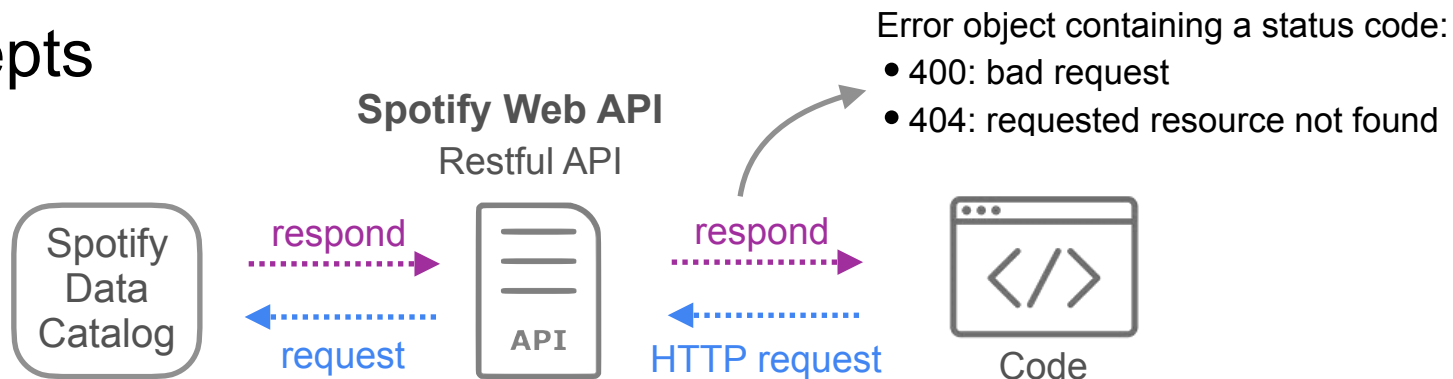 epts
Error object containing a status code:
• 400: bad request
• 404: requested resource not found
Spotify Web API
Restful API
Spotify
Data
Catalog
respond
request
API
respond
HTTP request
</>
Code